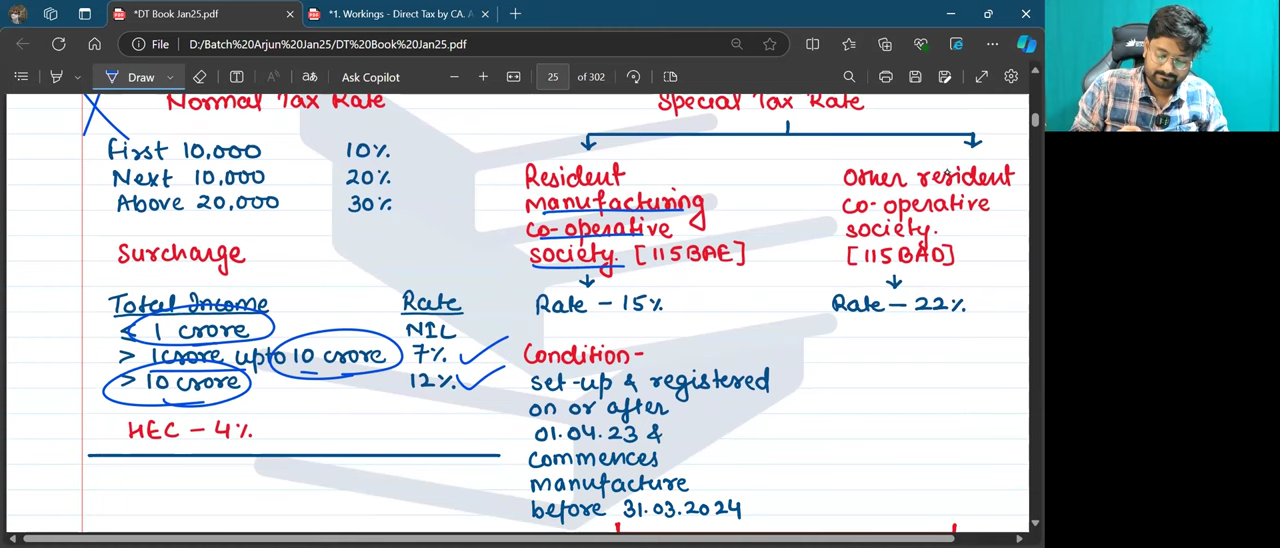 *DT Book Jan25.pdf
*1. Workings - Direct Tax by CA. A
File
D:/Batch%20Arjun%20Jan25/DT%20Book%20Jan25.pdf
Draw
Ask Copilot
25
of 302
Normal Tax Rate
First 10,000 10%
Next 10,000 20%
Above 20,000 30%
Surcharge
Total Income Rate
< 1 crore NIL
> 1 crore upto 10 crore 7%
> 10 crore 12%
HEC - 4%
Special Tax Rate
Resident
manufacturing
co-operative
society. [115BAE]
Rate - 15%
Condition-
set-up & registered
on or after
01.04.23 &
commences
manufacture
before 31.03.2024
Other resident
co-operative
society.
[115BAD]
Rate - 22%